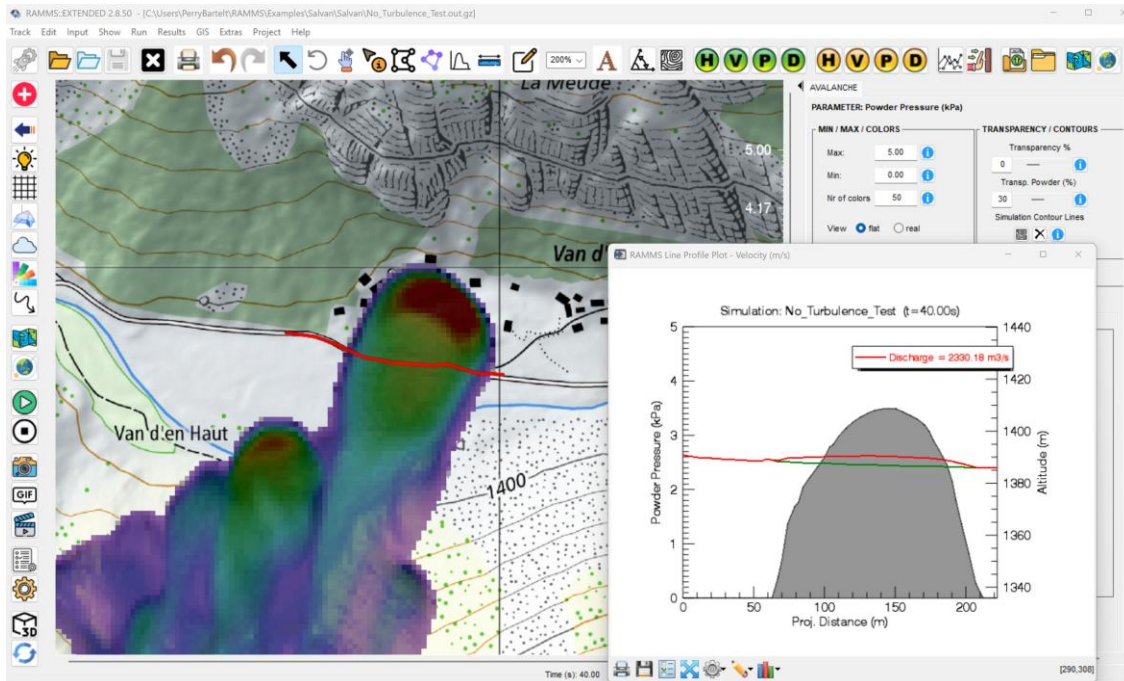 RAMMS::EXTENDED 2.8.50 - [C:\Users\PerryBartelt\RAMMS\Examples\Salvan\Salvan\No_Turbulence_Test.out.gz]
Track Edit Input Show Run Results GIS Extras Project Help
200%
A
H V P D H V P D
AVALANCHE
PARAMETER: Powder Pressure (kPa)
MIN / MAX / COLORS
Max: 5.00
Min: 0.00
Nr of colors 50
View flat real
TRANSPARENCY / CONTOURS
Transparency %
0
Transp. Powder (%)
30
Simulation Contour Lines
La Meude
5.00
4.17
Van d'
Van d'en Haut
1400
GIF
3D
Time (s): 40.00
RAMMS Line Profile Plot - Velocity (m/s)
Simulation: No_Turbulence_Test (t=40.00s)
Discharge = 2330.18 m3/s
Powder Pressure (kPa)
5
4
3
2
1
0
Altitude (m)
1440
1420
1400
1380
1360
1340
0 50 100 150 200
Proj. Distance (m)
[290,308]